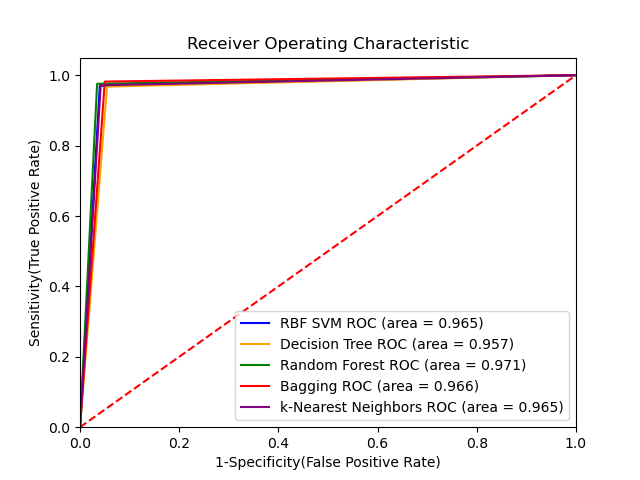 Receiver Operating Characteristic
1.0
0.8
0.6
0.4
0.2
0.0
Sensitivity(True Positive Rate)
RBF SVM ROC (area = 0.965)
Decision Tree ROC (area = 0.957)
Random Forest ROC (area = 0.971)
Bagging ROC (area = 0.966)
k-Nearest Neighbors ROC (area = 0.965)
0.0 0.2 0.4 0.6 0.8 1.0
1-Specificity(False Positive Rate)